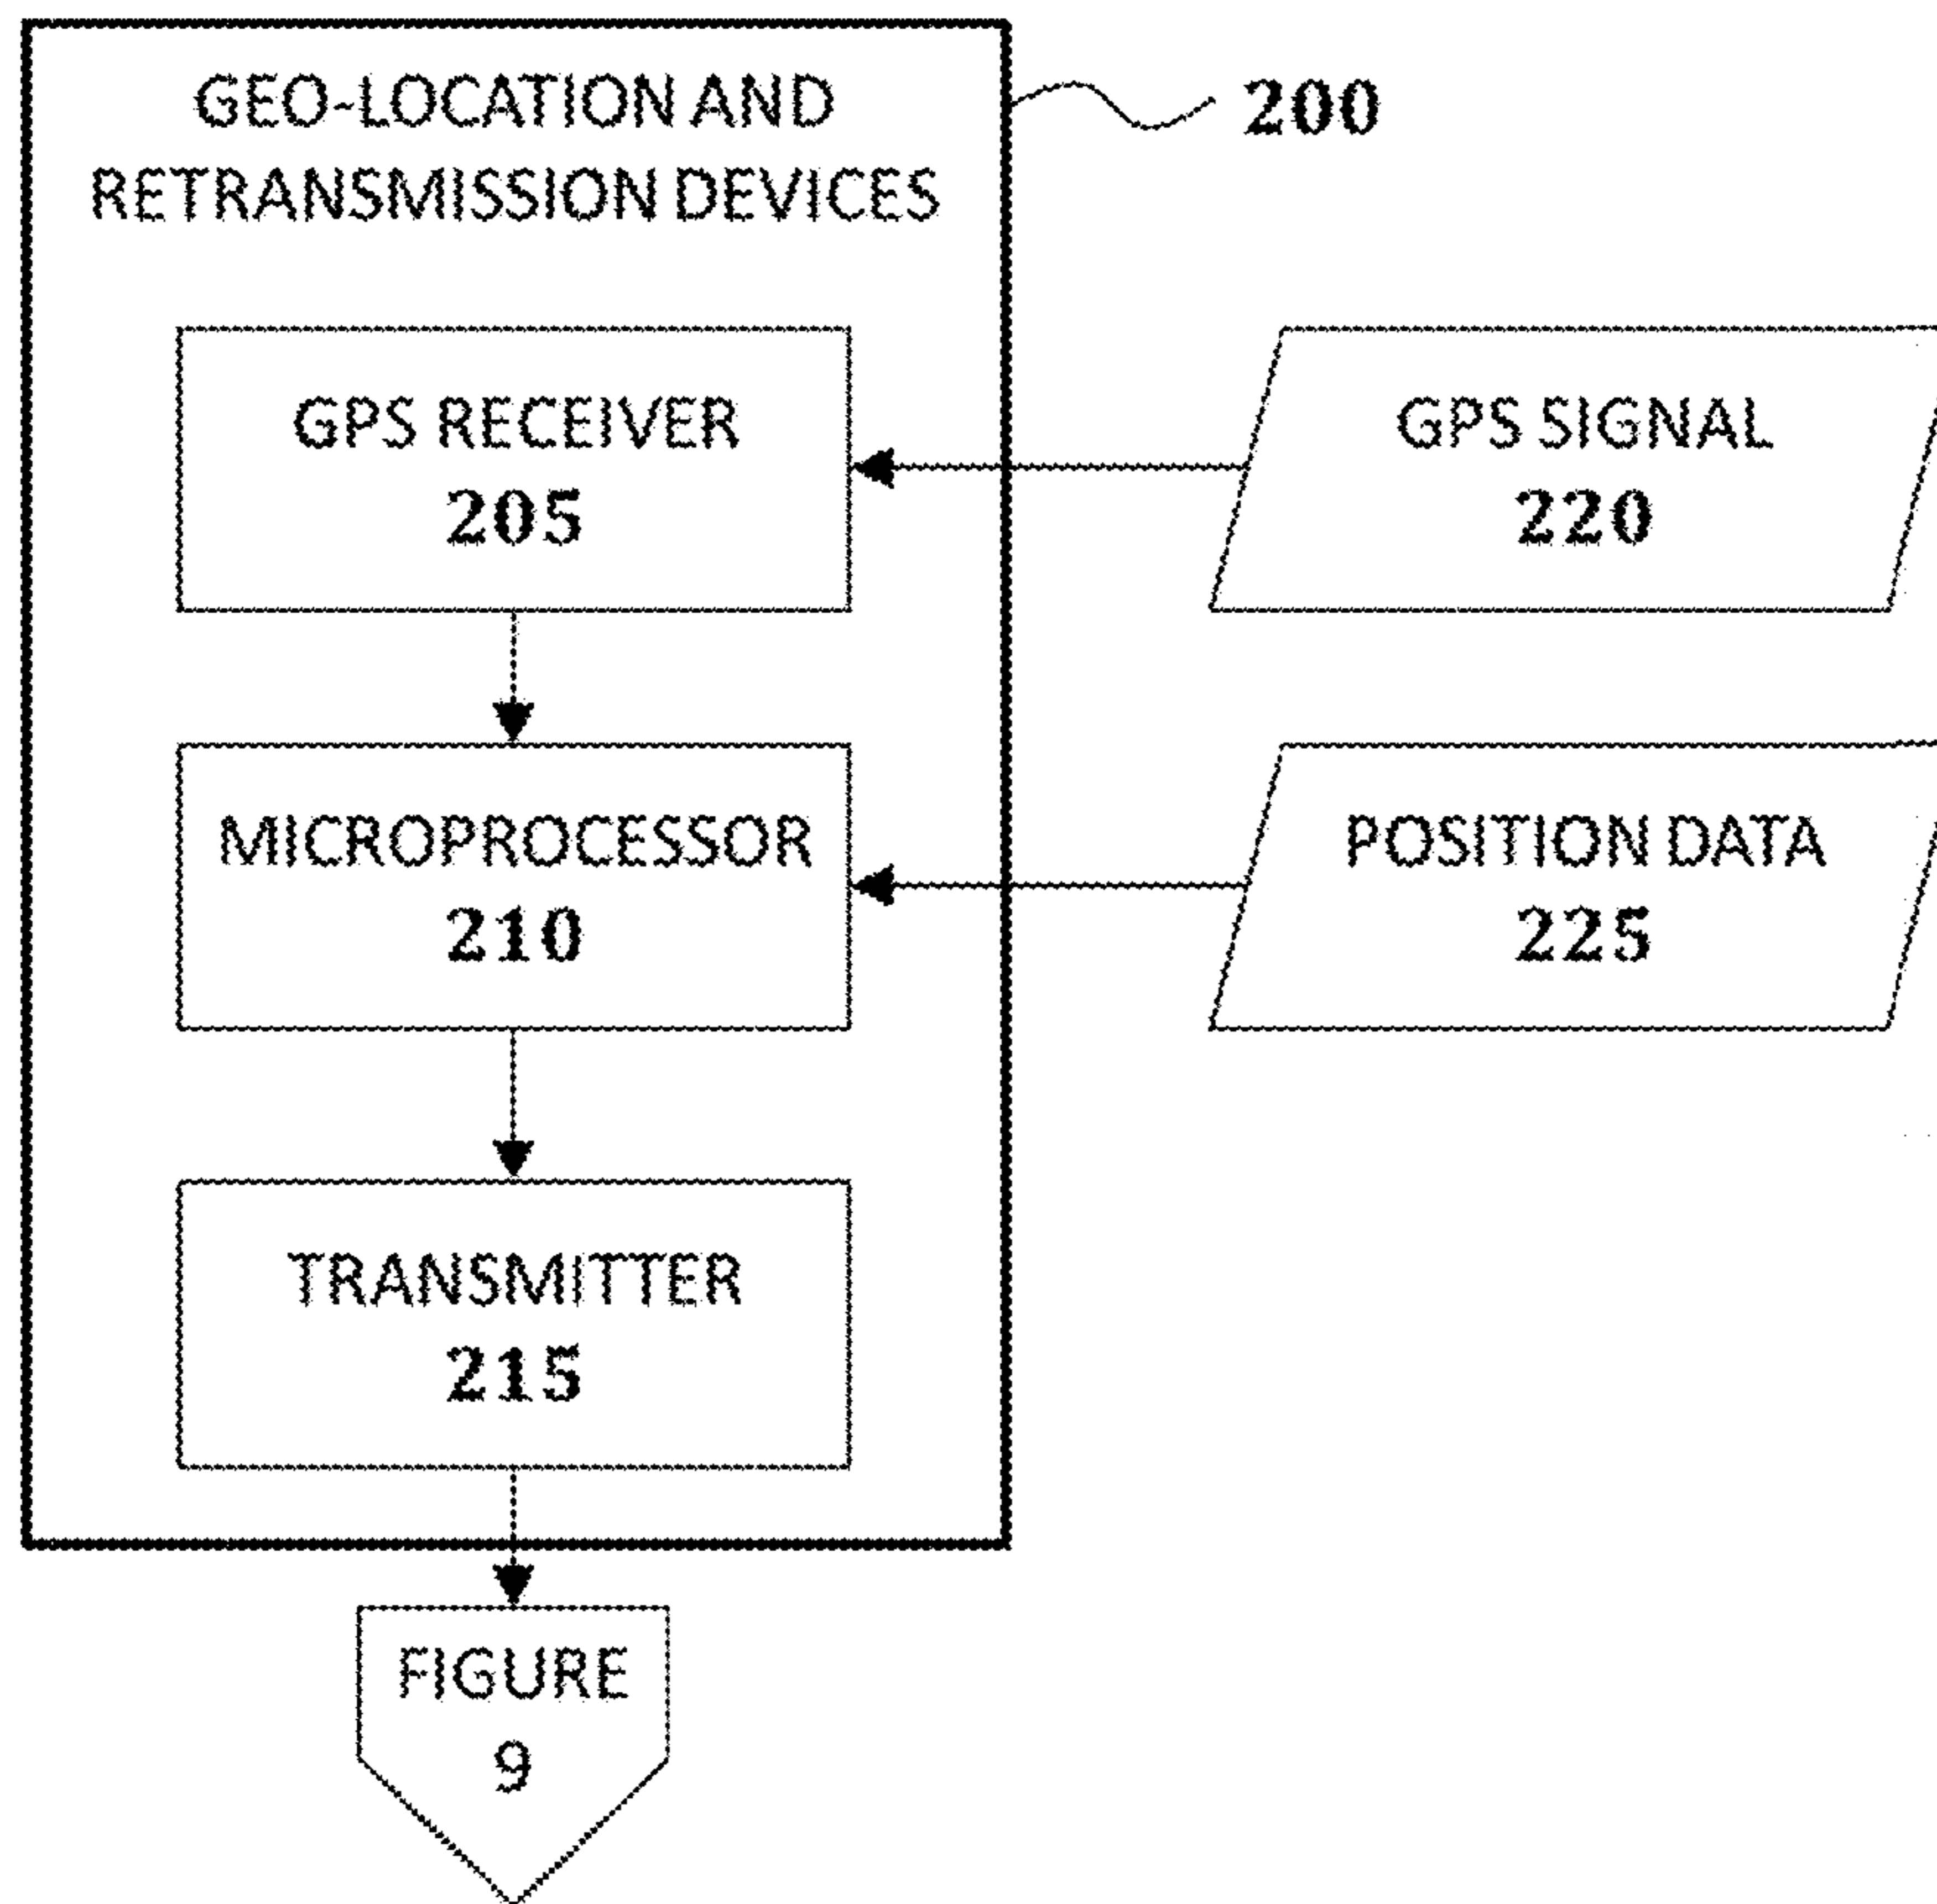 GEO-LOCATION AND
RETRANSMISSION DEVICES
200
GPS RECEIVER
205
GPS SIGNAL
220
MICROPROCESSOR
210
POSITION DATA
225
TRANSMITTER
215
FIGURE
9